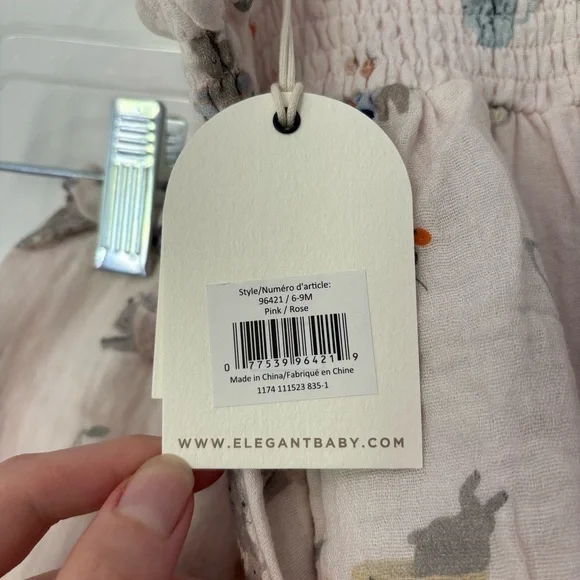 Style/Numéro d'article:
96421 / 6-9M
Pink / Rose
0 77539 96421 9
Made in China/Fabriqué en Chine
1174 111523 835-1
WWW.ELEGANTBABY.COM